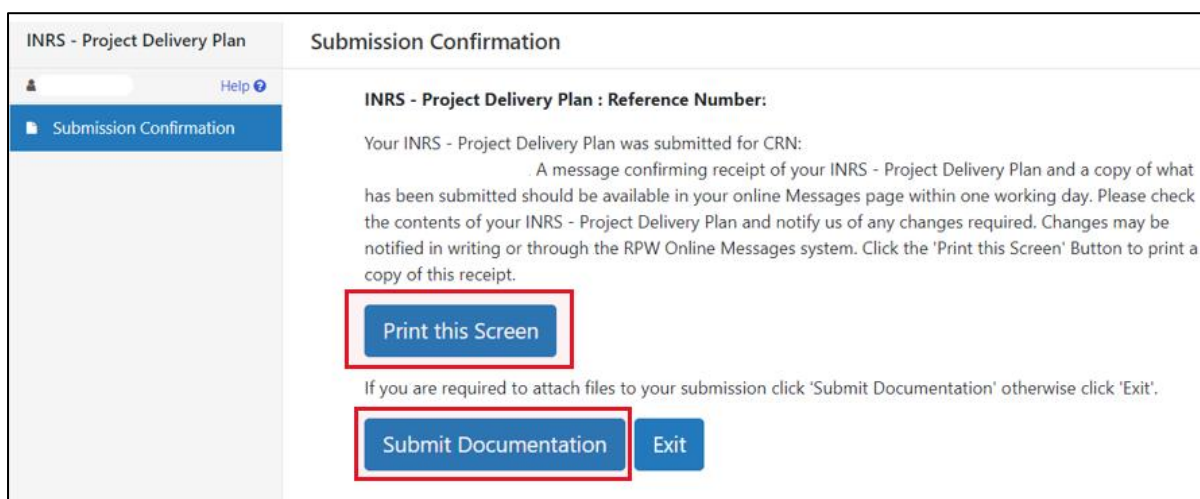 INRS - Project Delivery Plan
Submission Confirmation
Help
Submission Confirmation
INRS - Project Delivery Plan : Reference Number:
Your INRS - Project Delivery Plan was submitted for CRN:
. A message confirming receipt of your INRS - Project Delivery Plan and a copy of what
has been submitted should be available in your online Messages page within one working day. Please check
the contents of your INRS - Project Delivery Plan and notify us of any changes required. Changes may be
notified in writing or through the RPW Online Messages system. Click the 'Print this Screen' Button to print a
copy of this receipt.
Print this Screen
If you are required to attach files to your submission click 'Submit Documentation' otherwise click 'Exit'.
Submit Documentation
Exit